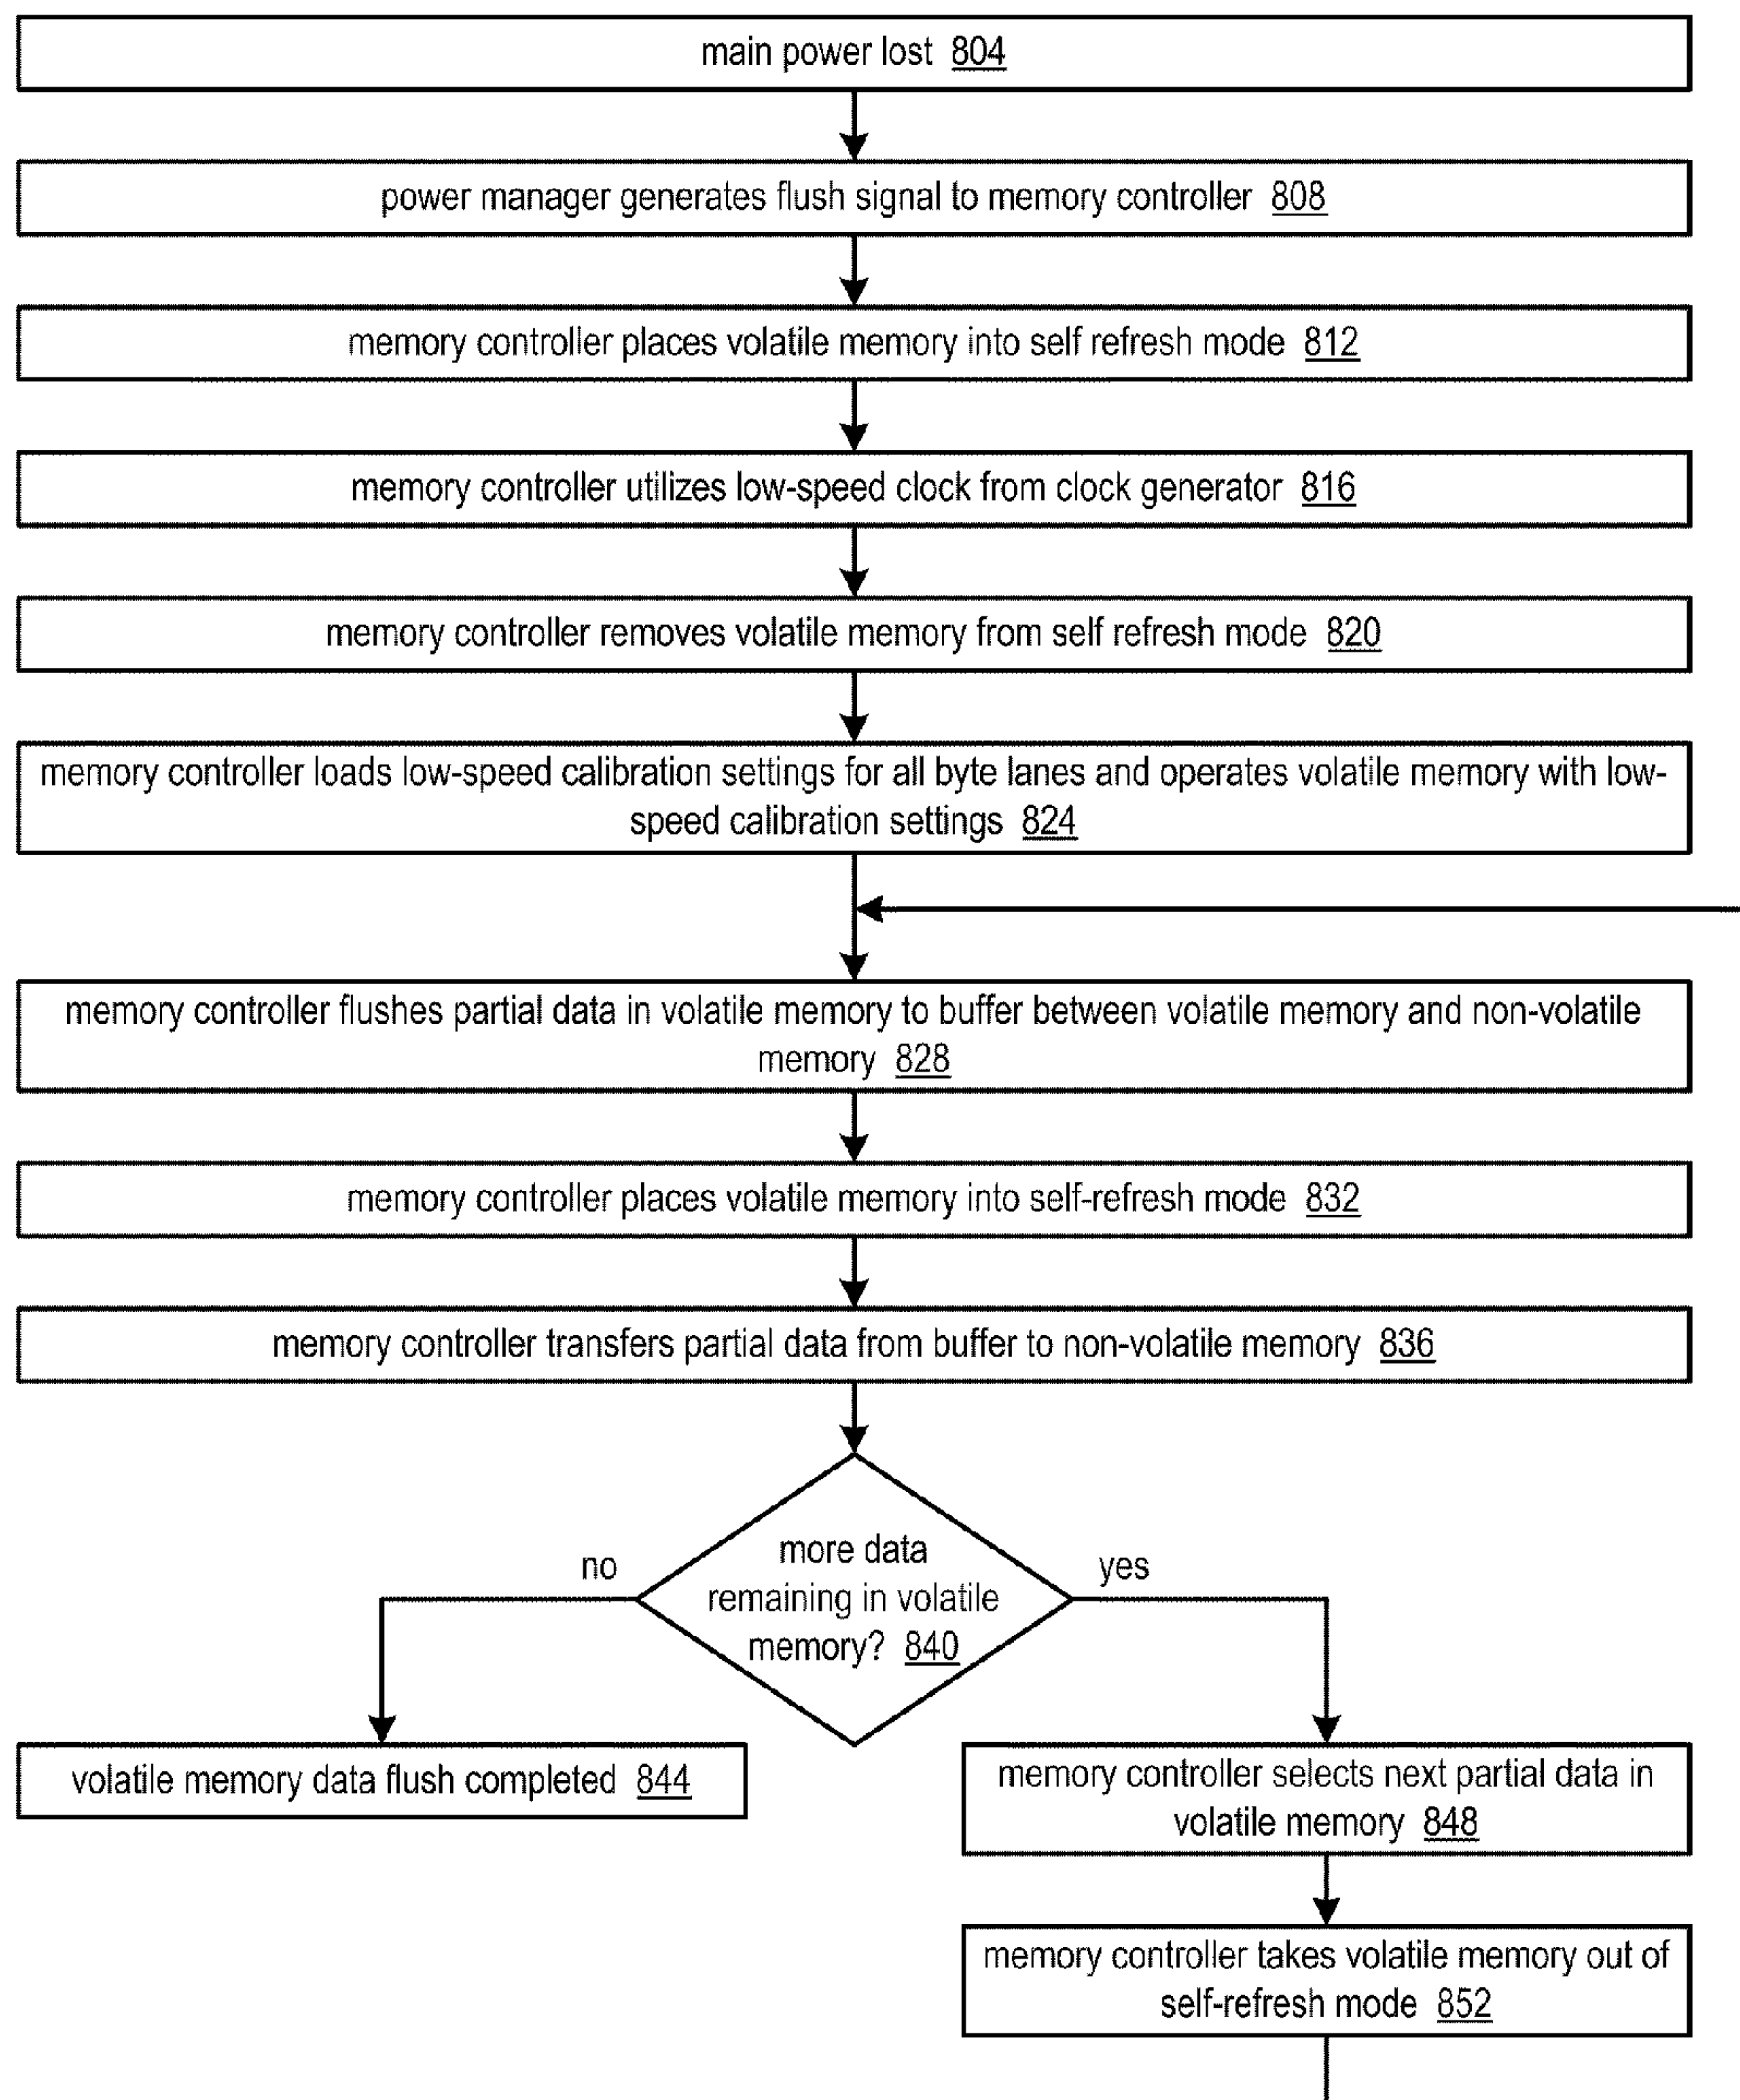 main power lost 804
power manager generates flush signal to memory controller 808
memory controller places volatile memory into self refresh mode 812
memory controller utilizes low-speed clock from clock generator 816
memory controller removes volatile memory from self refresh mode 820
memory controller loads low-speed calibration settings for all byte lanes and operates volatile memory with low-
speed calibration settings 824
memory controller flushes partial data in volatile memory to buffer between volatile memory and non-volatile
memory 828
memory controller places volatile memory into self-refresh mode 832
memory controller transfers partial data from buffer to non-volatile memory 836
more data
remaining in volatile
memory? 840
no
yes
volatile memory data flush completed 844
memory controller selects next partial data in
volatile memory 848
memory controller takes volatile memory out of
self-refresh mode 852